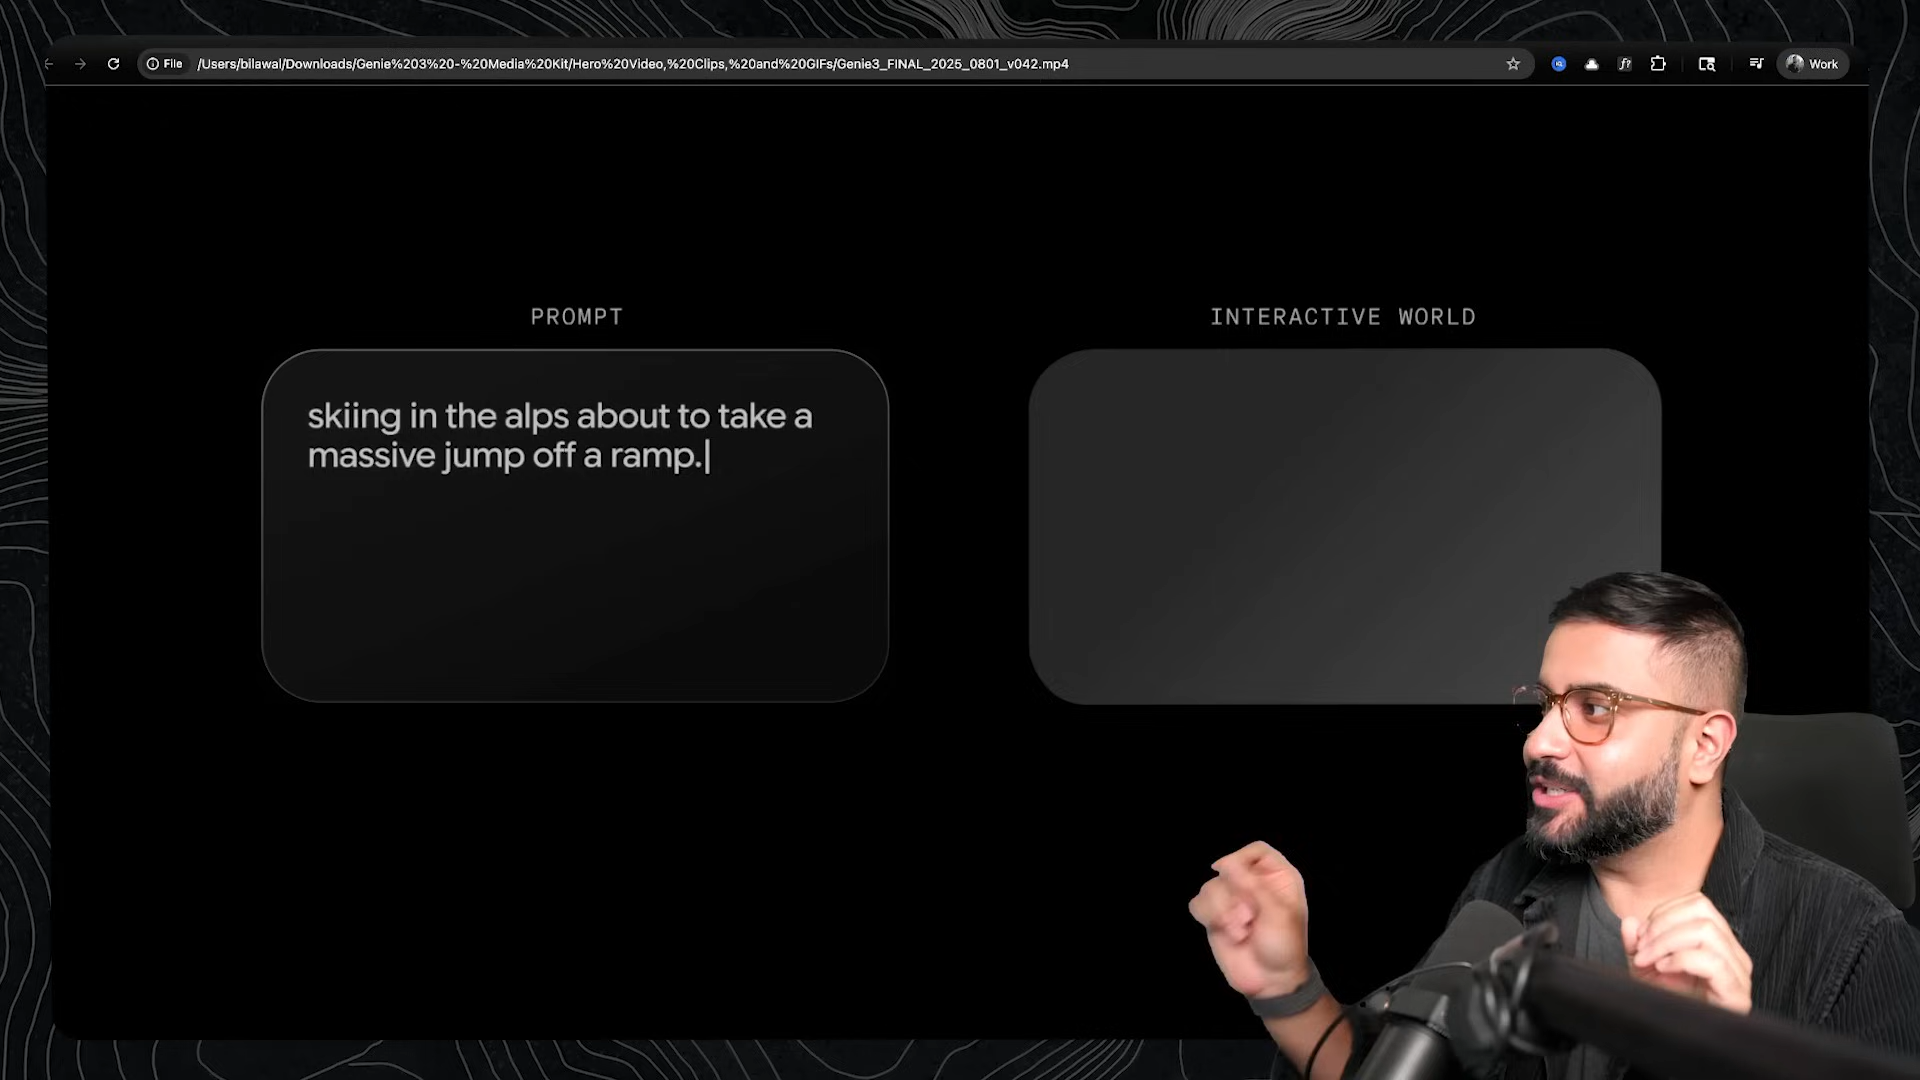 File
/Users/bilawal/Downloads/Genie%203%20-%20Media%20Kit/Hero%20Video,%20Clips,%20and%20GIFs/Genie3_FINAL_2025_0801_v042.mp4
f?
Work
PROMPT
INTERACTIVE WORLD
skiing in the alps about to take a
massive jump off a ramp.